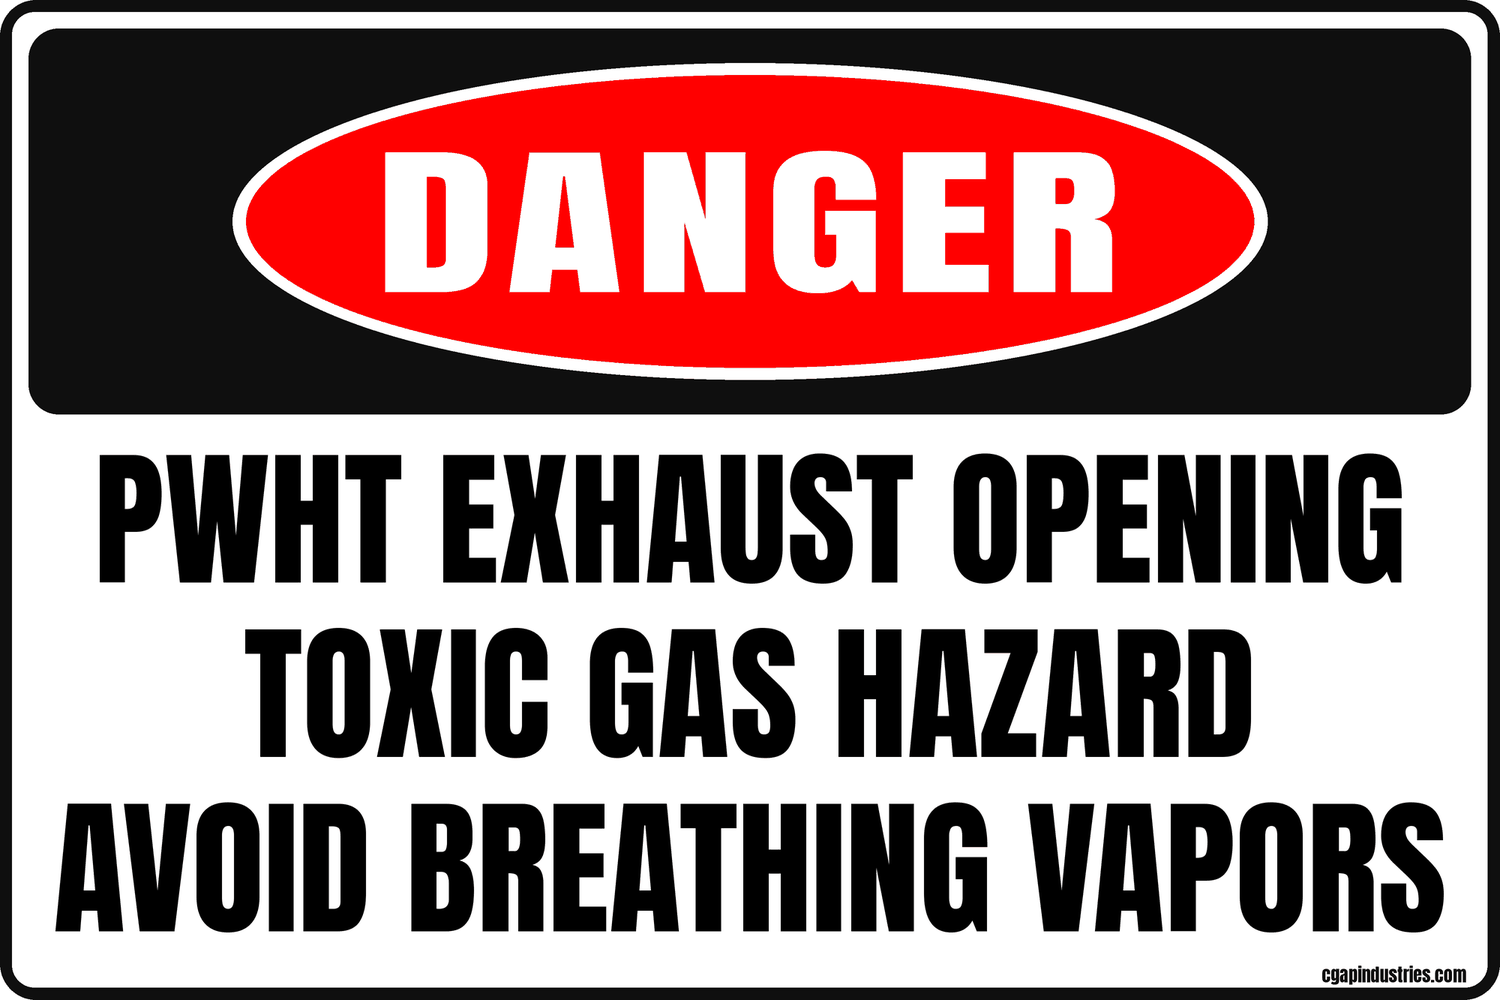 DANGER
PWHT EXHAUST OPENING
TOXIC GAS HAZARD
AVOID BREATHING VAPORS
cgapindustries.com